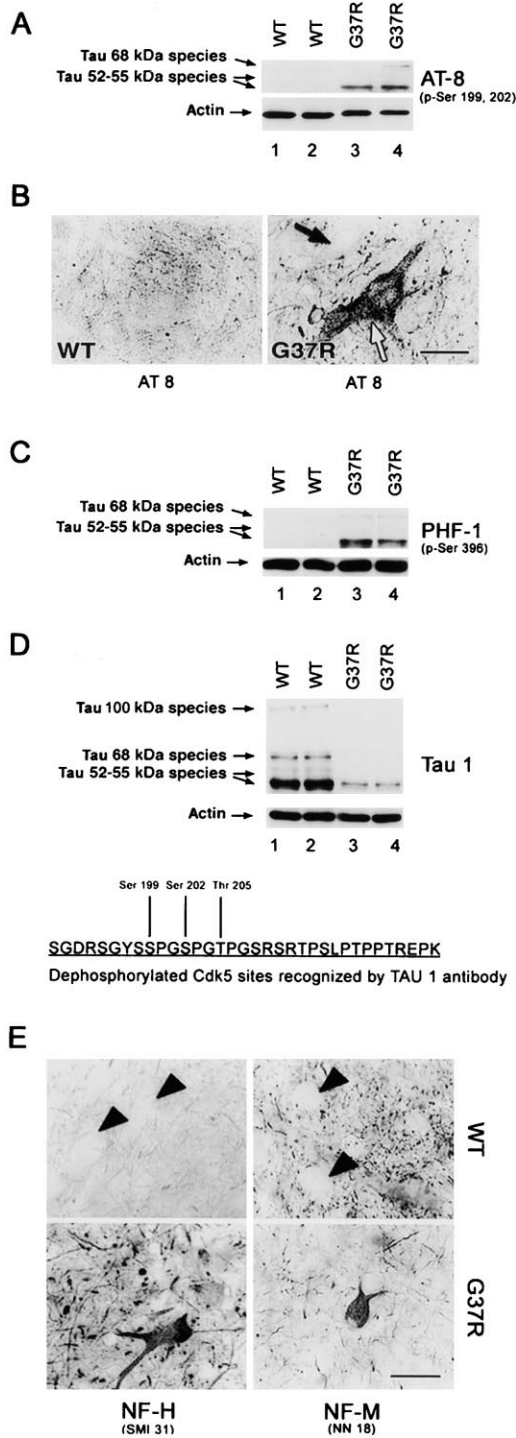 A
WT WT G37R G37R
Tau 68 kDa species
Tau 52-55 kDa species
AT-8
(p-Ser 199, 202)
Actin
1 2 3 4
B
WT G37R
AT 8 AT 8
C
WT WT G37R G37R
Tau 68 kDa species
Tau 52-55 kDa species
PHF-1
(p-Ser 396)
Actin
1 2 3 4
D
WT WT G37R G37R
Tau 100 kDa species
Tau 68 kDa species
Tau 52-55 kDa species
Tau 1
Actin
1 2 3 4
Ser 199 Ser 202 Thr 205
SGDRSGYSSPGSPGTPGSRSRTPSLPTPPTREPK
Dephosphorylated Cdk5 sites recognized by TAU 1 antibody
E
WT
G37R
NF-H NF-M
(SMI 31) (NN 18)